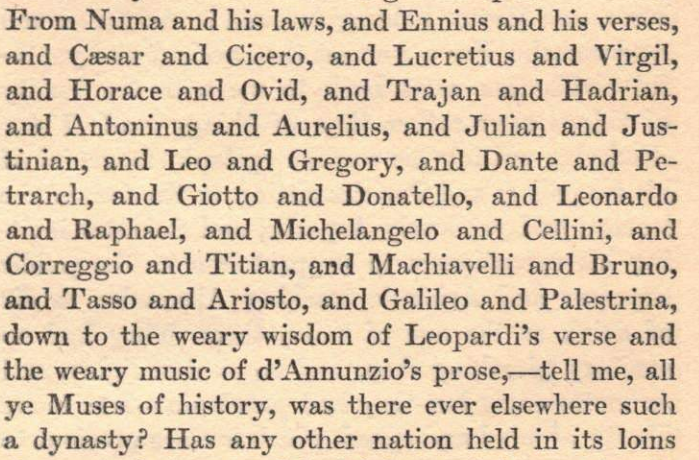 From Numa and his laws, and Ennius and his verses,
and Cæsar and Cicero, and Lucretius and Virgil,
and Horace and Ovid, and Trajan and Hadrian,
and Antoninus and Aurelius, and Julian and Jus-
tinian, and Leo and Gregory, and Dante and Pe-
trarch, and Giotto and Donatello, and Leonardo
and Raphael, and Michelangelo and Cellini, and
Correggio and Titian, and Machiavelli and Bruno,
and Tasso and Ariosto, and Galileo and Palestrina,
down to the weary wisdom of Leopardi's verse and
the weary music of d'Annunzio's prose,—tell me, all
ye Muses of history, was there ever elsewhere such
a dynasty? Has any other nation held in its loins